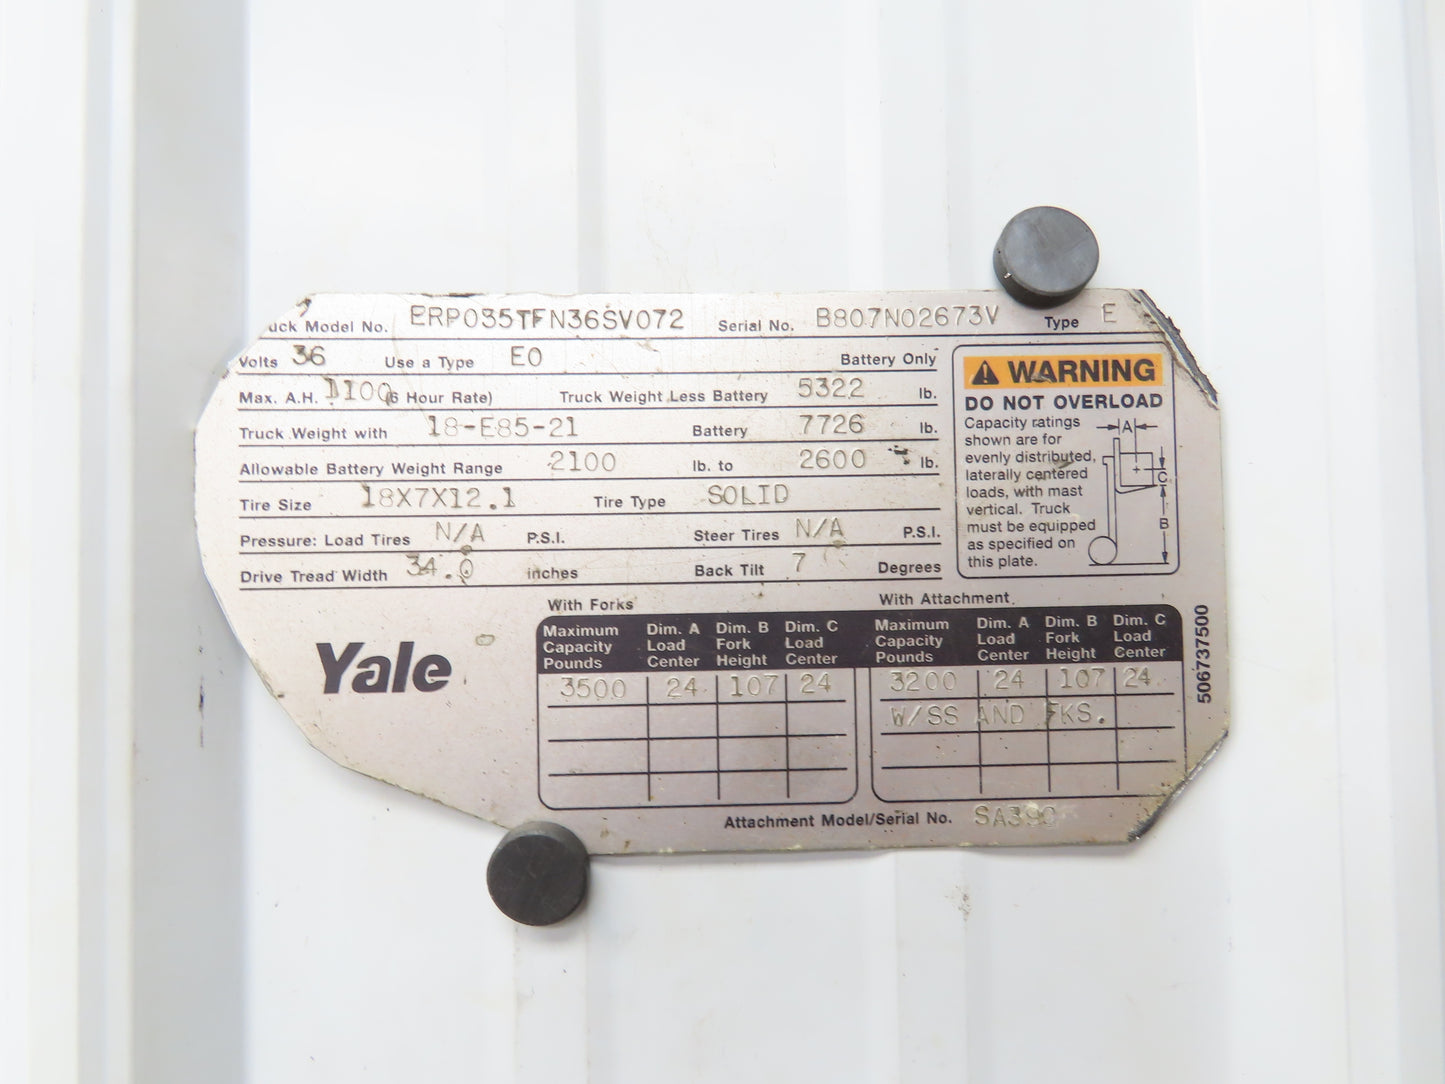 uck Model No. ERP035TFN36SV072 Serial No. B807N02673V Type E
Volts 36 Use a Type EO Battery Only
Max. A.H. 1100 (6 Hour Rate) Truck Weight Less Battery 5322 lb.
Truck Weight with 18-E85-21 Battery 7726 lb.
Allowable Battery Weight Range 2100 lb. to 2600 lb.
Tire Size 18X7X12.1 Tire Type SOLID
Pressure: Load Tires N/A P.S.I. Steer Tires N/A P.S.I.
Drive Tread Width 34.0 inches Back Tilt 7 Degrees
WARNING
DO NOT OVERLOAD
Capacity ratings
shown are for
evenly distributed,
laterally centered
loads, with mast
vertical. Truck
must be equipped
as specified on
this plate.
A
C
B
Yale
With Forks
Maximum Dim. A Dim. B Dim. C
Capacity Load Fork Load
Pounds Center Height Center
3500 24 107 24
With Attachment
Maximum Dim. A Dim. B Dim. C
Capacity Load Fork Load
Pounds Center Height Center
3200 24 107 24
W/SS AND FKS.
Attachment Model/Serial No. SA390
506737500